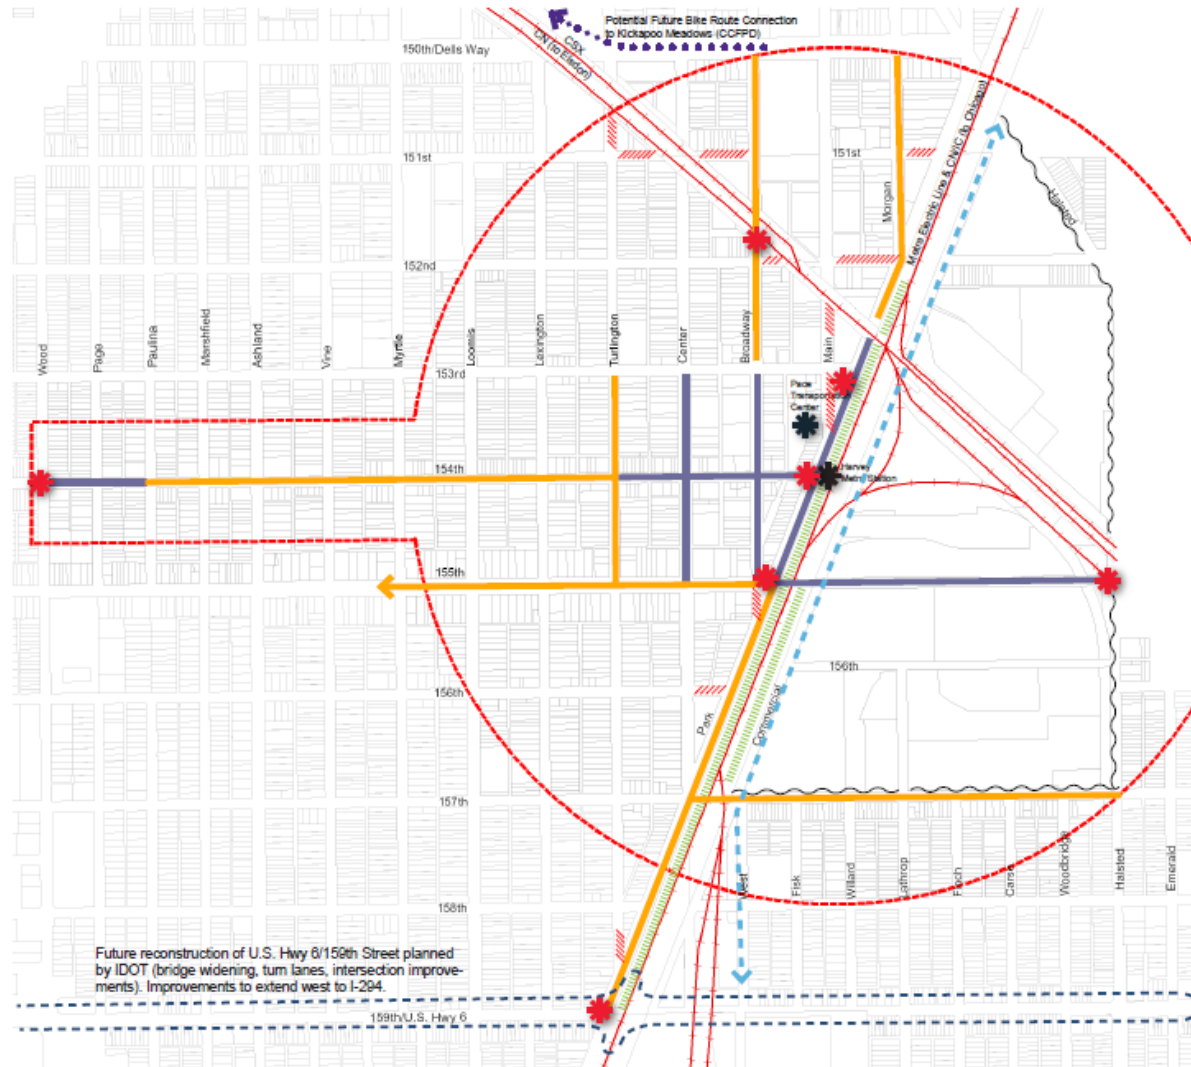 Potential Future Bike Route Connection
to Kickapoo Meadows (CCFPD)
CSX
CN (to Elsdon)
150th/Dells Way
151st
151st
Halsted
Morgan
Metra Electric Line & CN/IC (to Chicago)
152nd
Wood
Page
Paulina
Marshfield
Ashland
Vine
Myrtle
Loomis
Lexington
Turlington
Center
Broadway
Main
153rd
Pace
Transportation
Center
154th
Harvey
Metra Station
155th
156th
156th
Park
Commercial
157th
West
Fisk
Willard
Lathrop
Finch
Carse
Woodbridge
Halsted
Emerald
158th
Future reconstruction of U.S. Hwy 6/159th Street planned
by IDOT (bridge widening, turn lanes, intersection improve-
ments). Improvements to extend west to I-294.
159th/U.S. Hwy 6